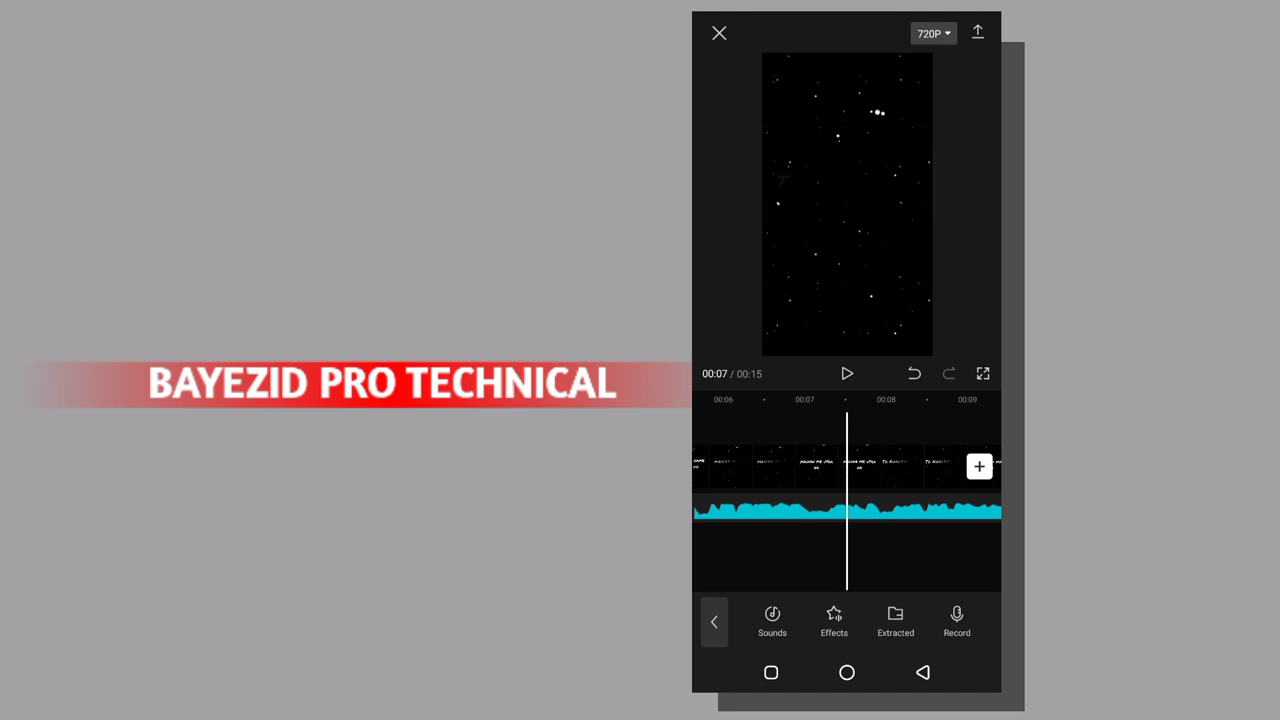 720P
BAYEZID PRO TECHNICAL
00:07 / 00:15
00:06
00:07
00:08
00:09
Sounds
Effects
Extracted
Record